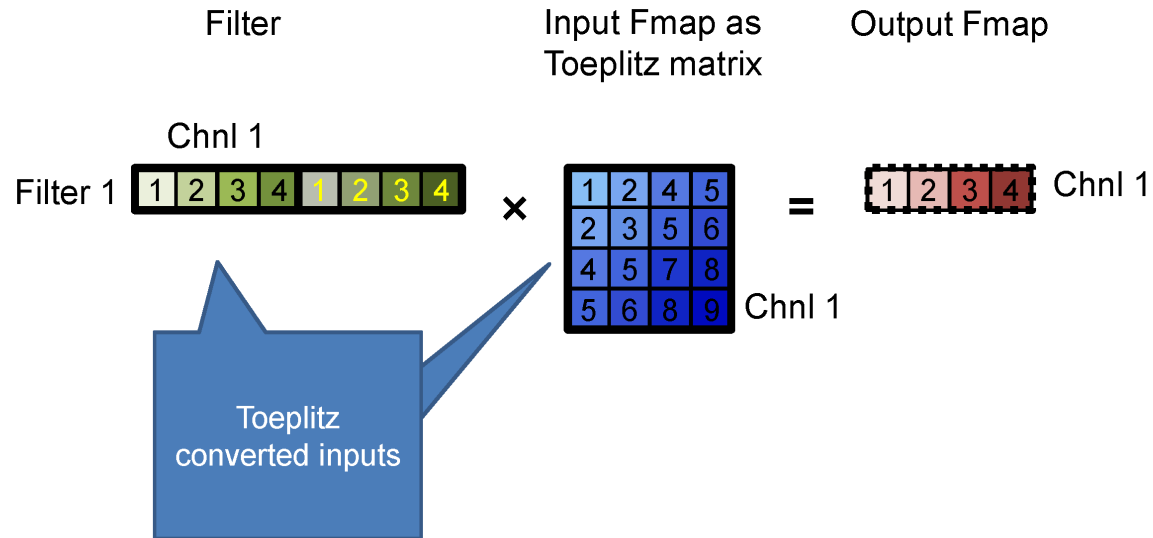 Filter
Input Fmap as
Toeplitz matrix
Output Fmap
Chnl 1
Filter 1
1 2 3 4 1 2 3 4
×
1 2 4 5
2 3 5 6
4 5 7 8
5 6 8 9
Chnl 1
=
1 2 3 4
Chnl 1
Toeplitz
converted inputs